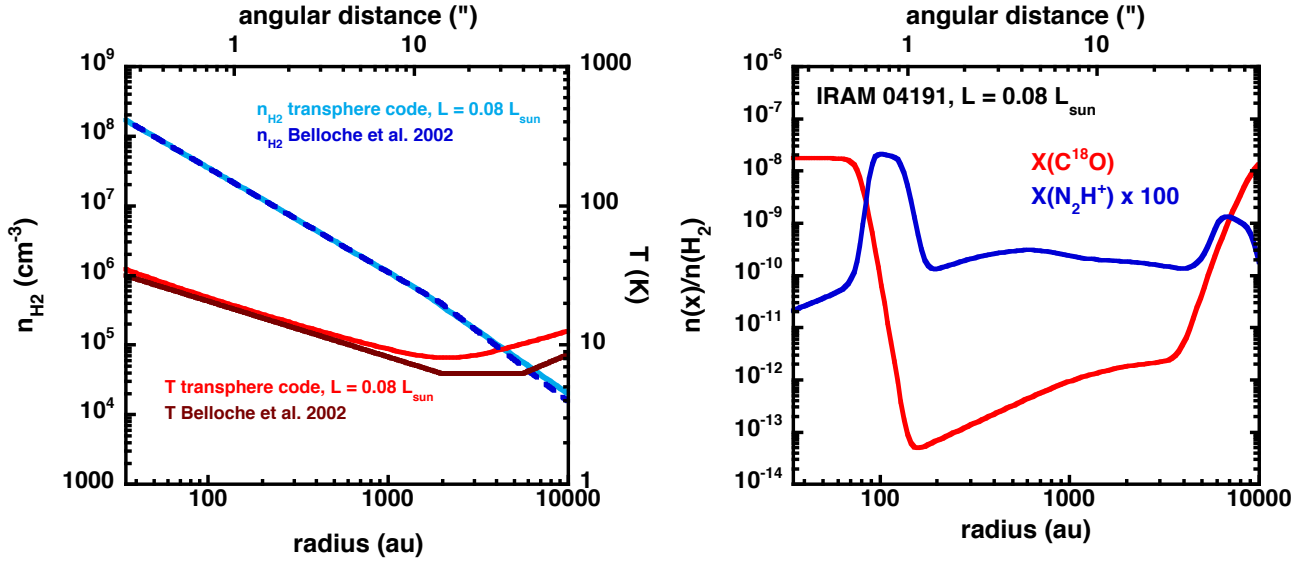 angular distance (")
1 10
10⁹ 1000
10⁸
10⁷ 100
10⁶
10⁵ 10
10⁴
1000 1
n_H2 (cm⁻³)
T (K)
n_H2 transphere code, L = 0.08 L_sun
n_H2 Belloche et al. 2002
T transphere code, L = 0.08 L_sun
T Belloche et al. 2002
100 1000 10000
radius (au)
angular distance (")
1 10
10⁻⁶
10⁻⁷
10⁻⁸
10⁻⁹
10⁻¹⁰
10⁻¹¹
10⁻¹²
10⁻¹³
10⁻¹⁴
n(x)/n(H₂)
IRAM 04191, L = 0.08 L_sun
X(C¹⁸O)
X(N₂H⁺) x 100
100 1000 10000
radius (au)